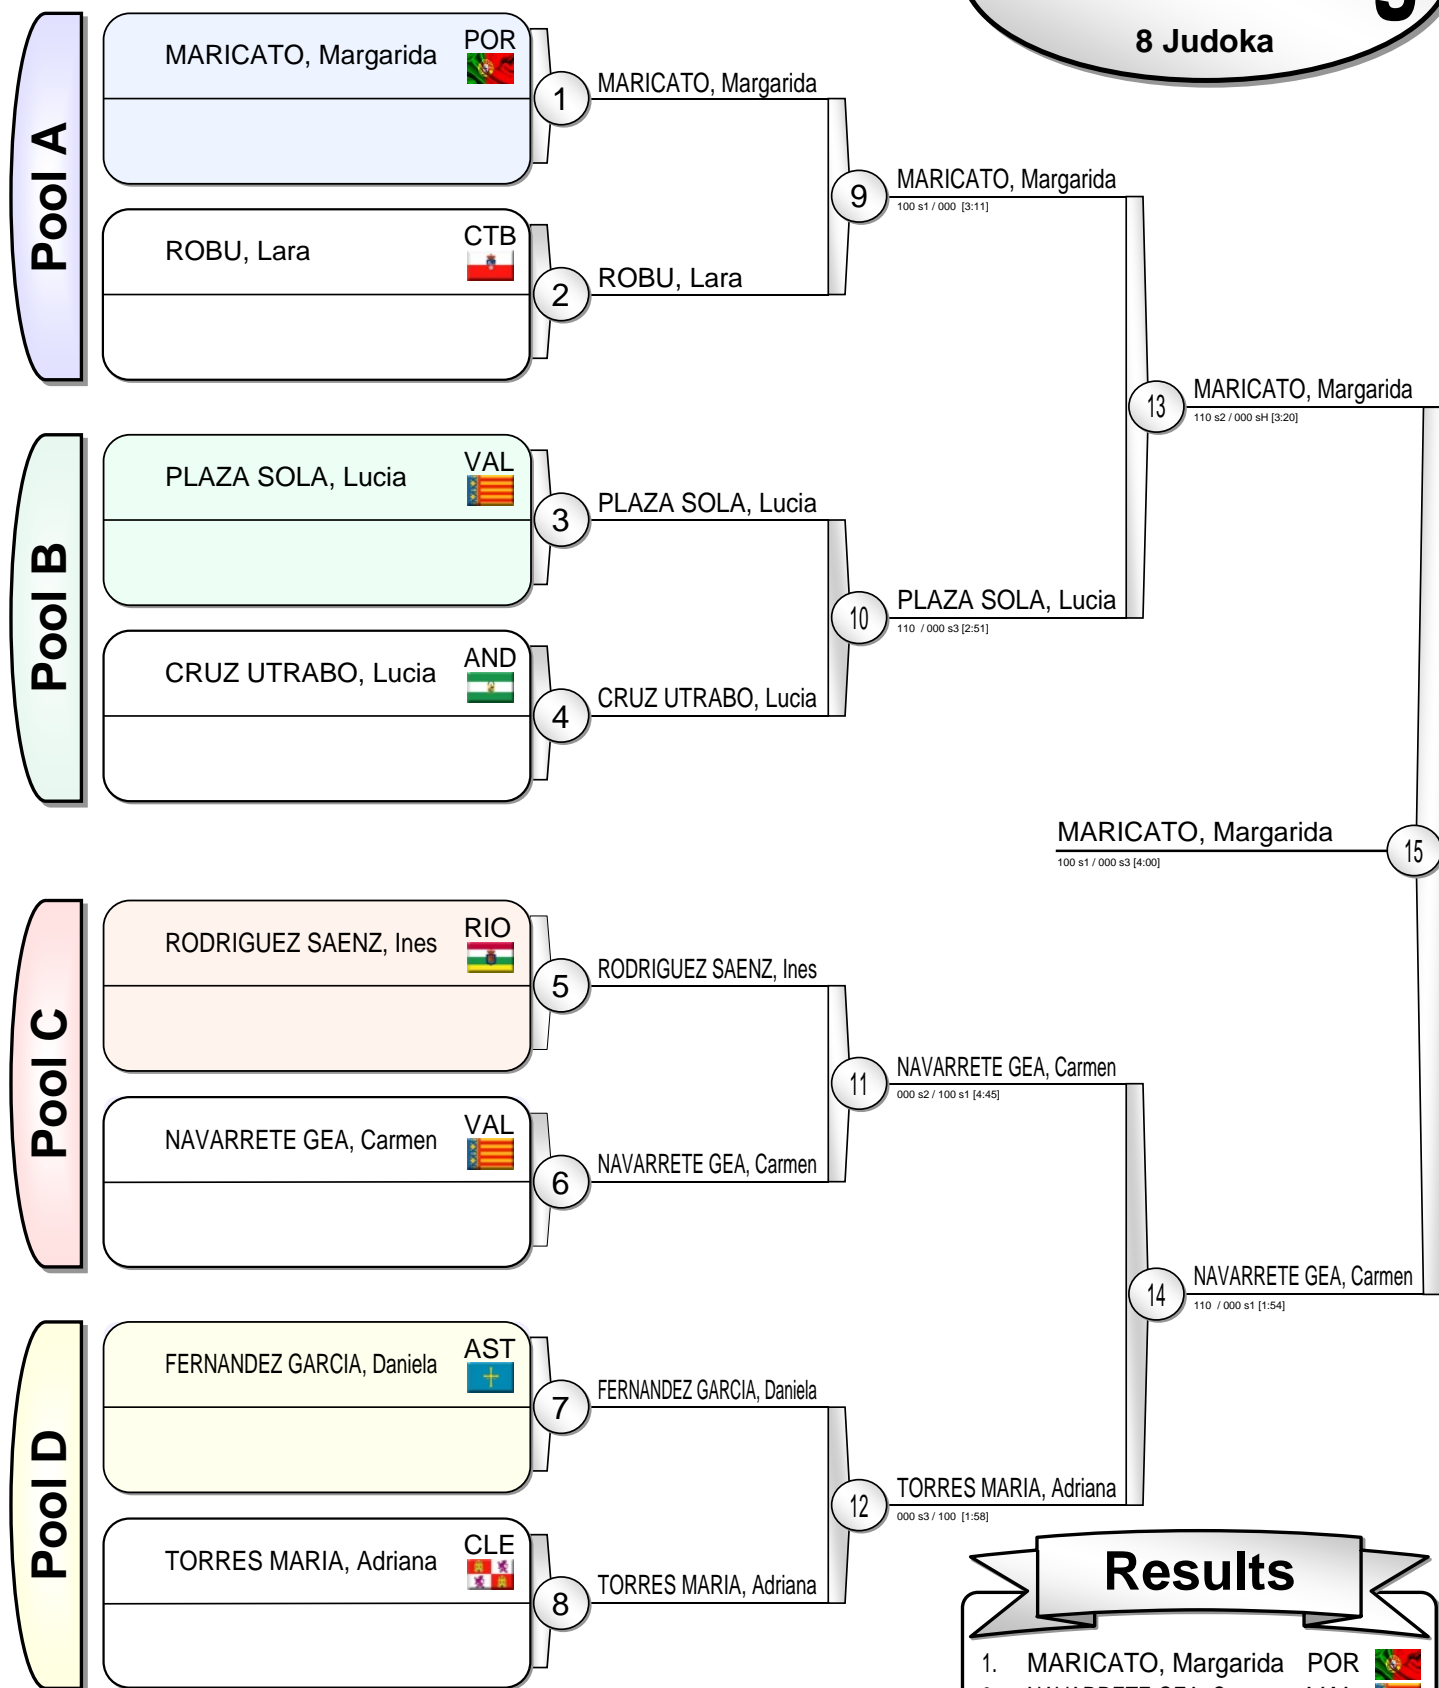 8 Judoka
Pool A
MARICATO, Margarida POR
1
MARICATO, Margarida
ROBU, Lara CTB
2
ROBU, Lara
9
MARICATO, Margarida
100 s1 / 000 [3:11]
Pool B
PLAZA SOLA, Lucia VAL
3
PLAZA SOLA, Lucia
CRUZ UTRABO, Lucia AND
4
CRUZ UTRABO, Lucia
10
PLAZA SOLA, Lucia
110 / 000 s3 [2:51]
13
MARICATO, Margarida
110 s2 / 000 sH [3:20]
MARICATO, Margarida
100 s1 / 000 s3 [4:00]
15
Pool C
RODRIGUEZ SAENZ, Ines RIO
5
RODRIGUEZ SAENZ, Ines
NAVARRETE GEA, Carmen VAL
6
NAVARRETE GEA, Carmen
11
NAVARRETE GEA, Carmen
000 s2 / 100 s1 [4:45]
Pool D
FERNANDEZ GARCIA, Daniela AST
7
FERNANDEZ GARCIA, Daniela
TORRES MARIA, Adriana CLE
8
TORRES MARIA, Adriana
12
TORRES MARIA, Adriana
000 s3 / 100 [1:58]
14
NAVARRETE GEA, Carmen
110 / 000 s1 [1:54]
Results
1. MARICATO, Margarida POR